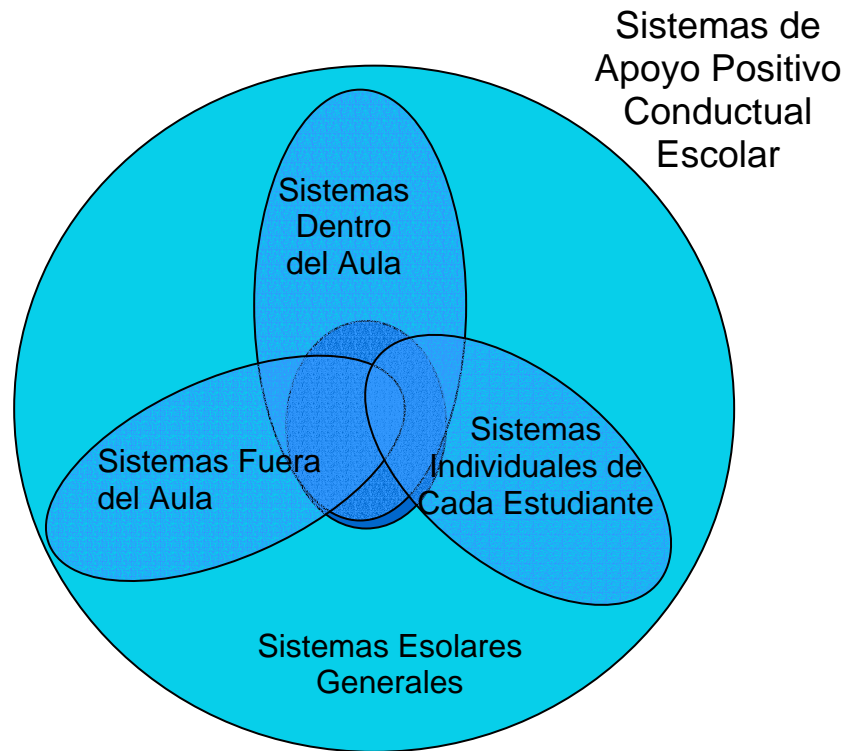 Sistemas de
Apoyo Positivo
Conductual
Escolar
Sistemas
Dentro
del Aula
Sistemas Fuera
del Aula
Sistemas
Individuales de
Cada Estudiante
Sistemas Esolares
Generales